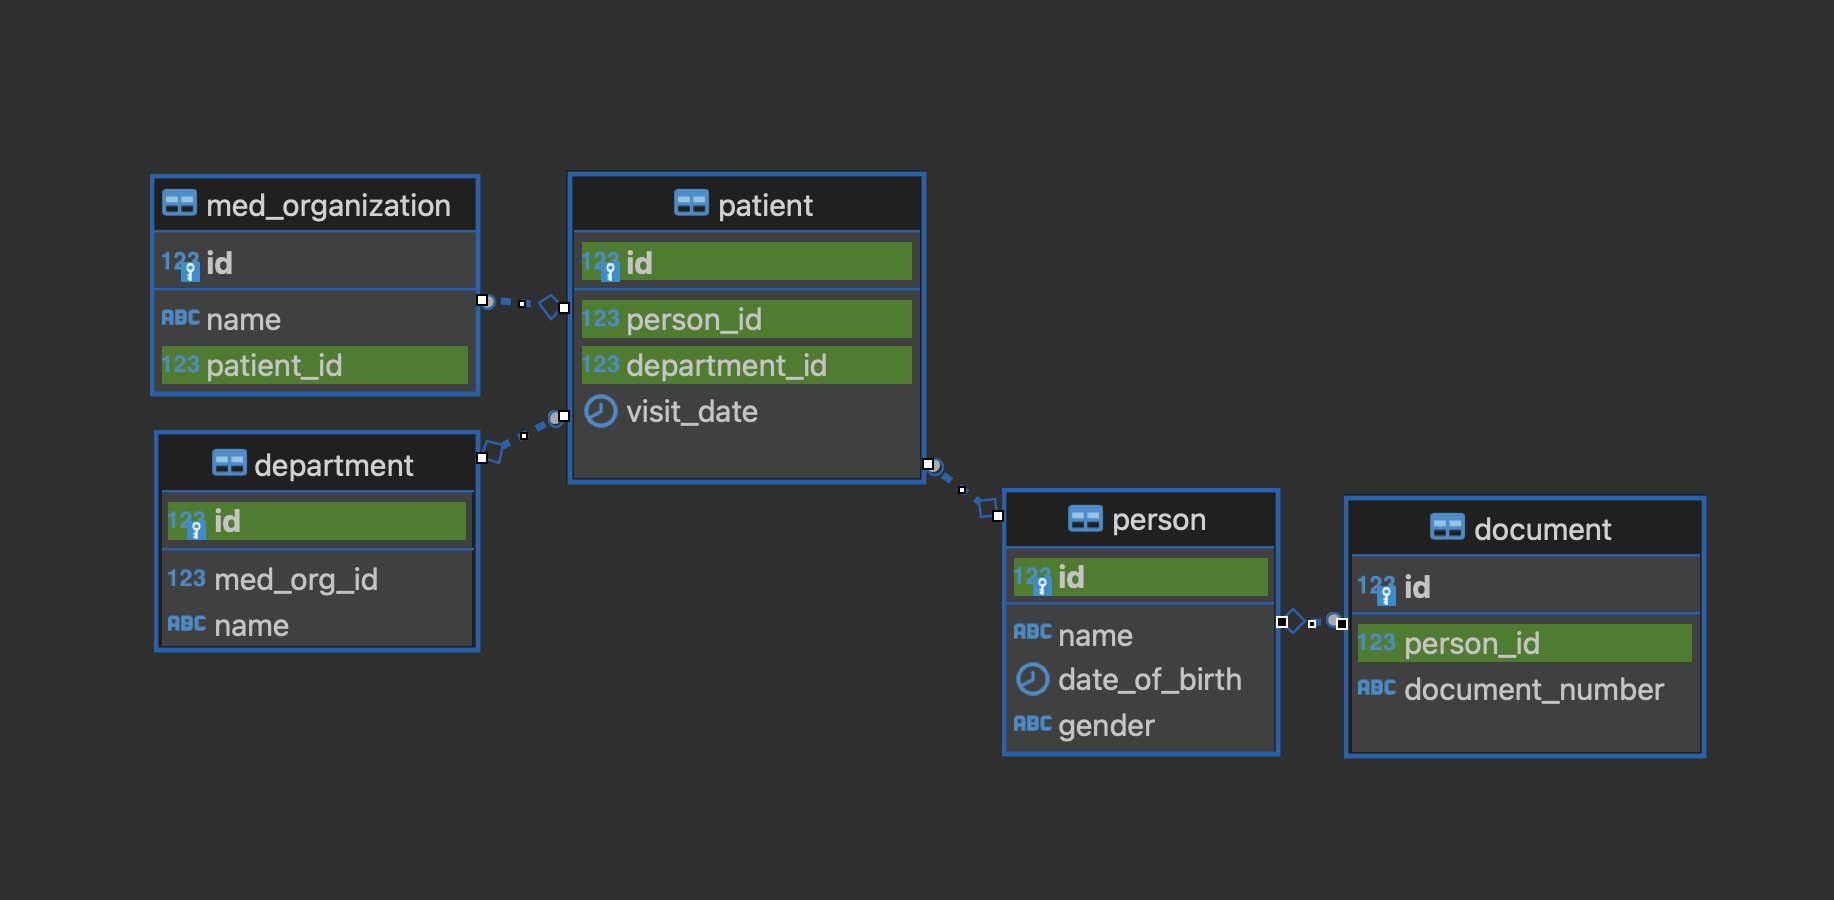 med_organization
123 id
ABC name
123 patient_id
patient
123 id
123 person_id
123 department_id
visit_date
department
123 id
123 med_org_id
ABC name
person
123 id
ABC name
date_of_birth
ABC gender
document
123 id
123 person_id
ABC document_number